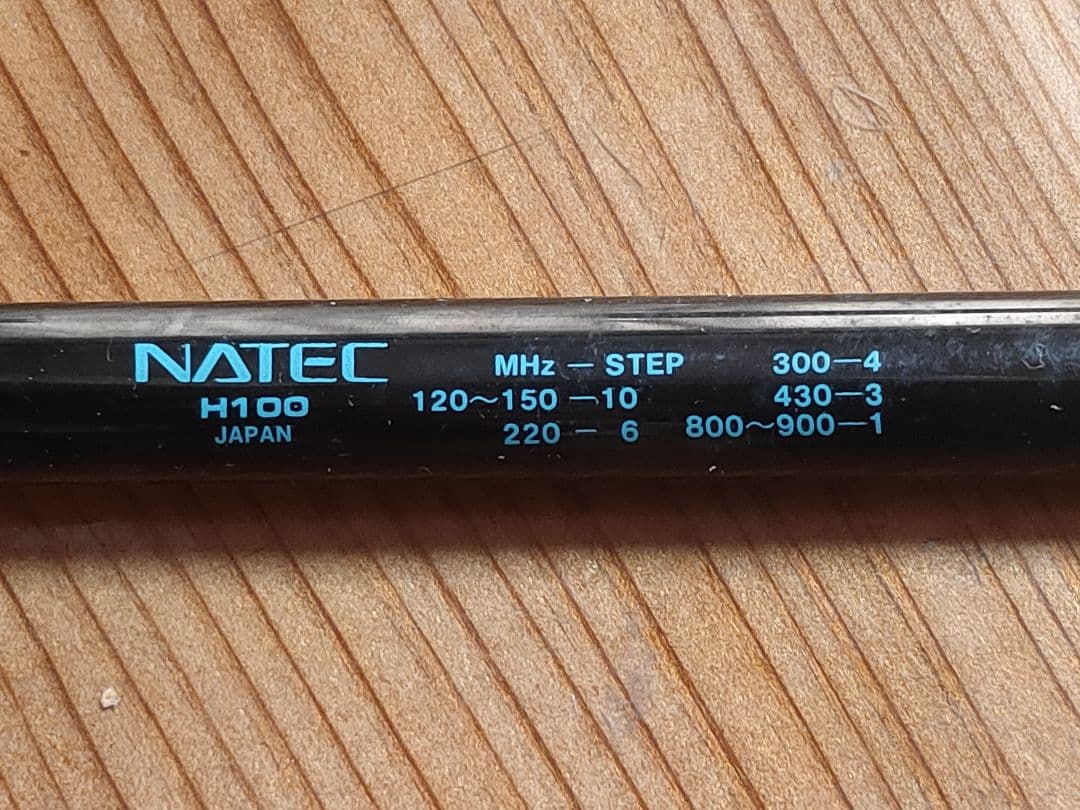 NATEC
H100
JAPAN
MHz — STEP
120〜150 — 10
220 — 6
300—4
430—3
800〜900—1